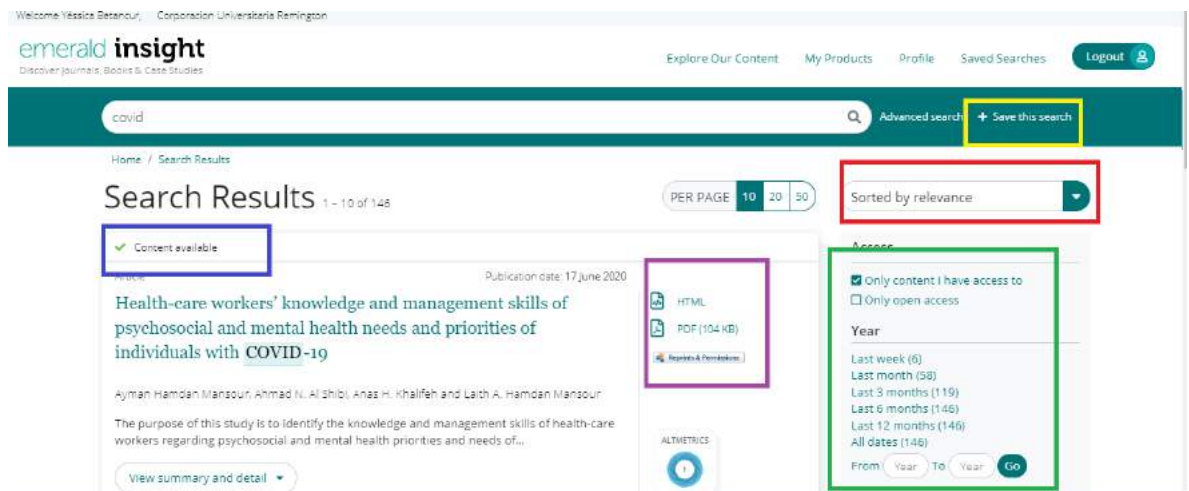 Welcome Yéssica Betancur, Corporacion Universitaria Remington
emerald insight
Discover Journals, Books & Case Studies
Explore Our Content My Products Profile Saved Searches Logout
covid
Advanced search + Save this search
Home / Search Results
Search Results 1 – 10 of 146
PER PAGE 10 20 50
Sorted by relevance
Content available
Access
Article Publication date: 17 June 2020
Only content I have access to
Only open access
Health-care workers’ knowledge and management skills of
psychosocial and mental health needs and priorities of
individuals with COVID-19
HTML
PDF (104 KB)
Reprints & Permissions
Year
Last week (6)
Last month (58)
Last 3 months (119)
Last 6 months (146)
Last 12 months (146)
All dates (146)
From Year To Year Go
Ayman Hamdan Mansour, Ahmad N. Al Shibi, Anas H. Khalifeh and Laith A. Hamdan Mansour
The purpose of this study is to identify the knowledge and management skills of health-care
workers regarding psychosocial and mental health priorities and needs of...
ALTMETRICS
View summary and detail